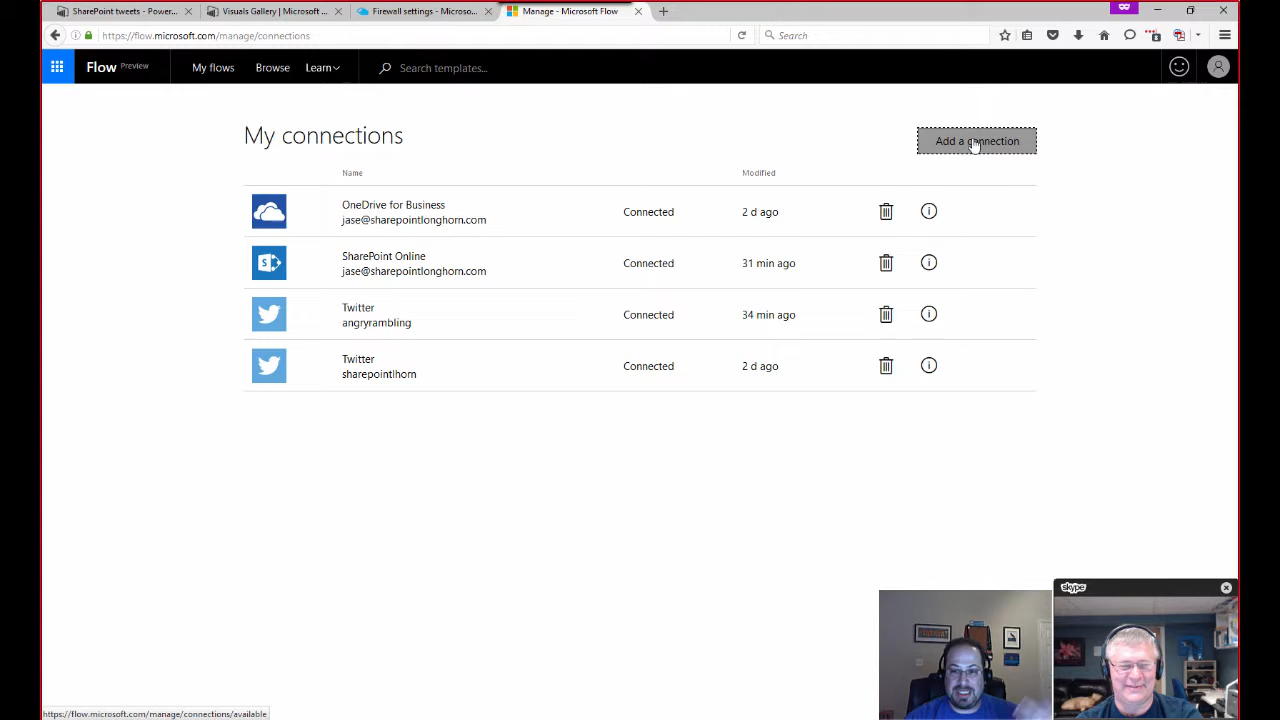 SharePoint tweets - Power...
Visuals Gallery | Microsoft ...
Firewall settings - Microso...
Manage - Microsoft Flow
https://flow.microsoft.com/manage/connections
Search
Flow Preview
My flows
Browse
Learn
Search templates...
My connections
Add a connection
Name
Modified
OneDrive for Business
jase@sharepointlonghorn.com
Connected
2 d ago
SharePoint Online
jase@sharepointlonghorn.com
Connected
31 min ago
Twitter
angryrambling
Connected
34 min ago
Twitter
sharepointlhorn
Connected
2 d ago
skype
https://flow.microsoft.com/manage/connections/available